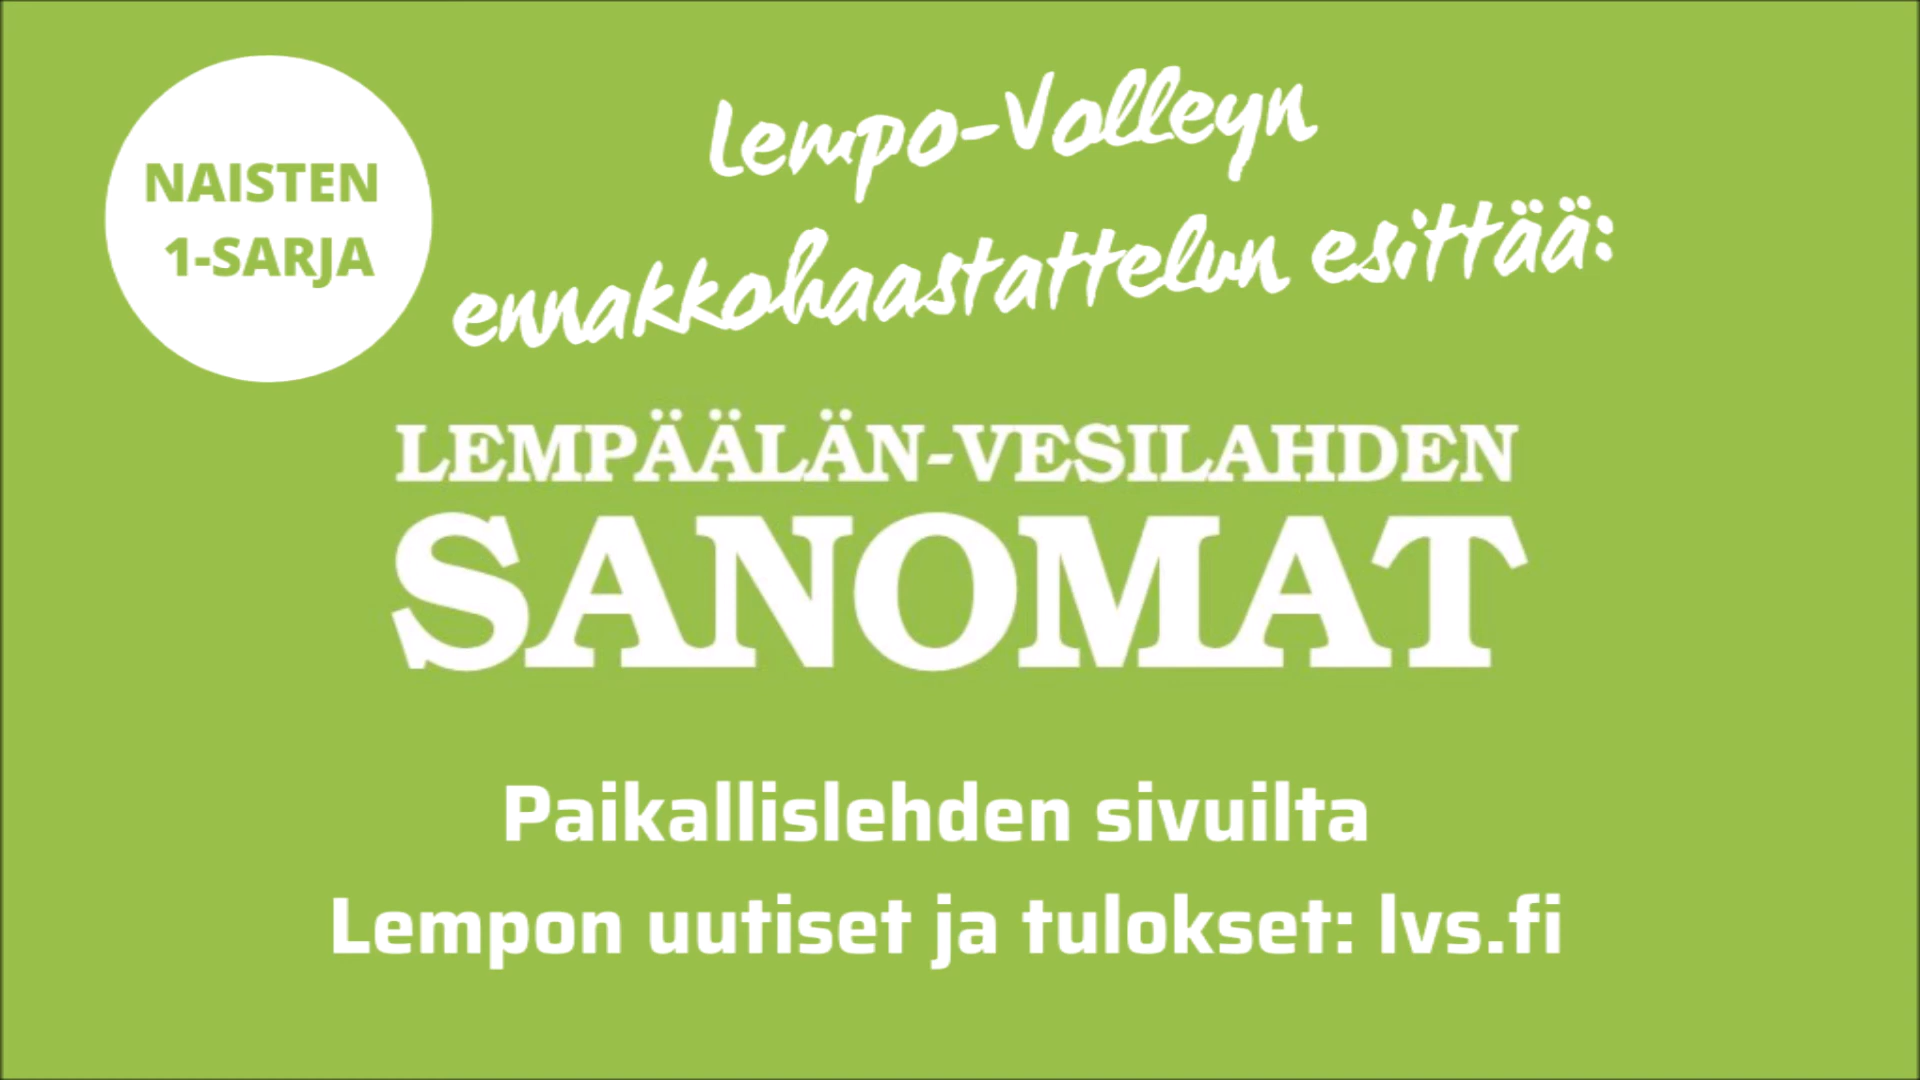 NAISTEN
1-SARJA
Lempo-Volleyn
ennakkohaastattelun esittää:
LEMPÄÄLÄN-VESILAHDEN
SANOMAT
Paikallislehden sivuilta
Lempon uutiset ja tulokset: lvs.fi